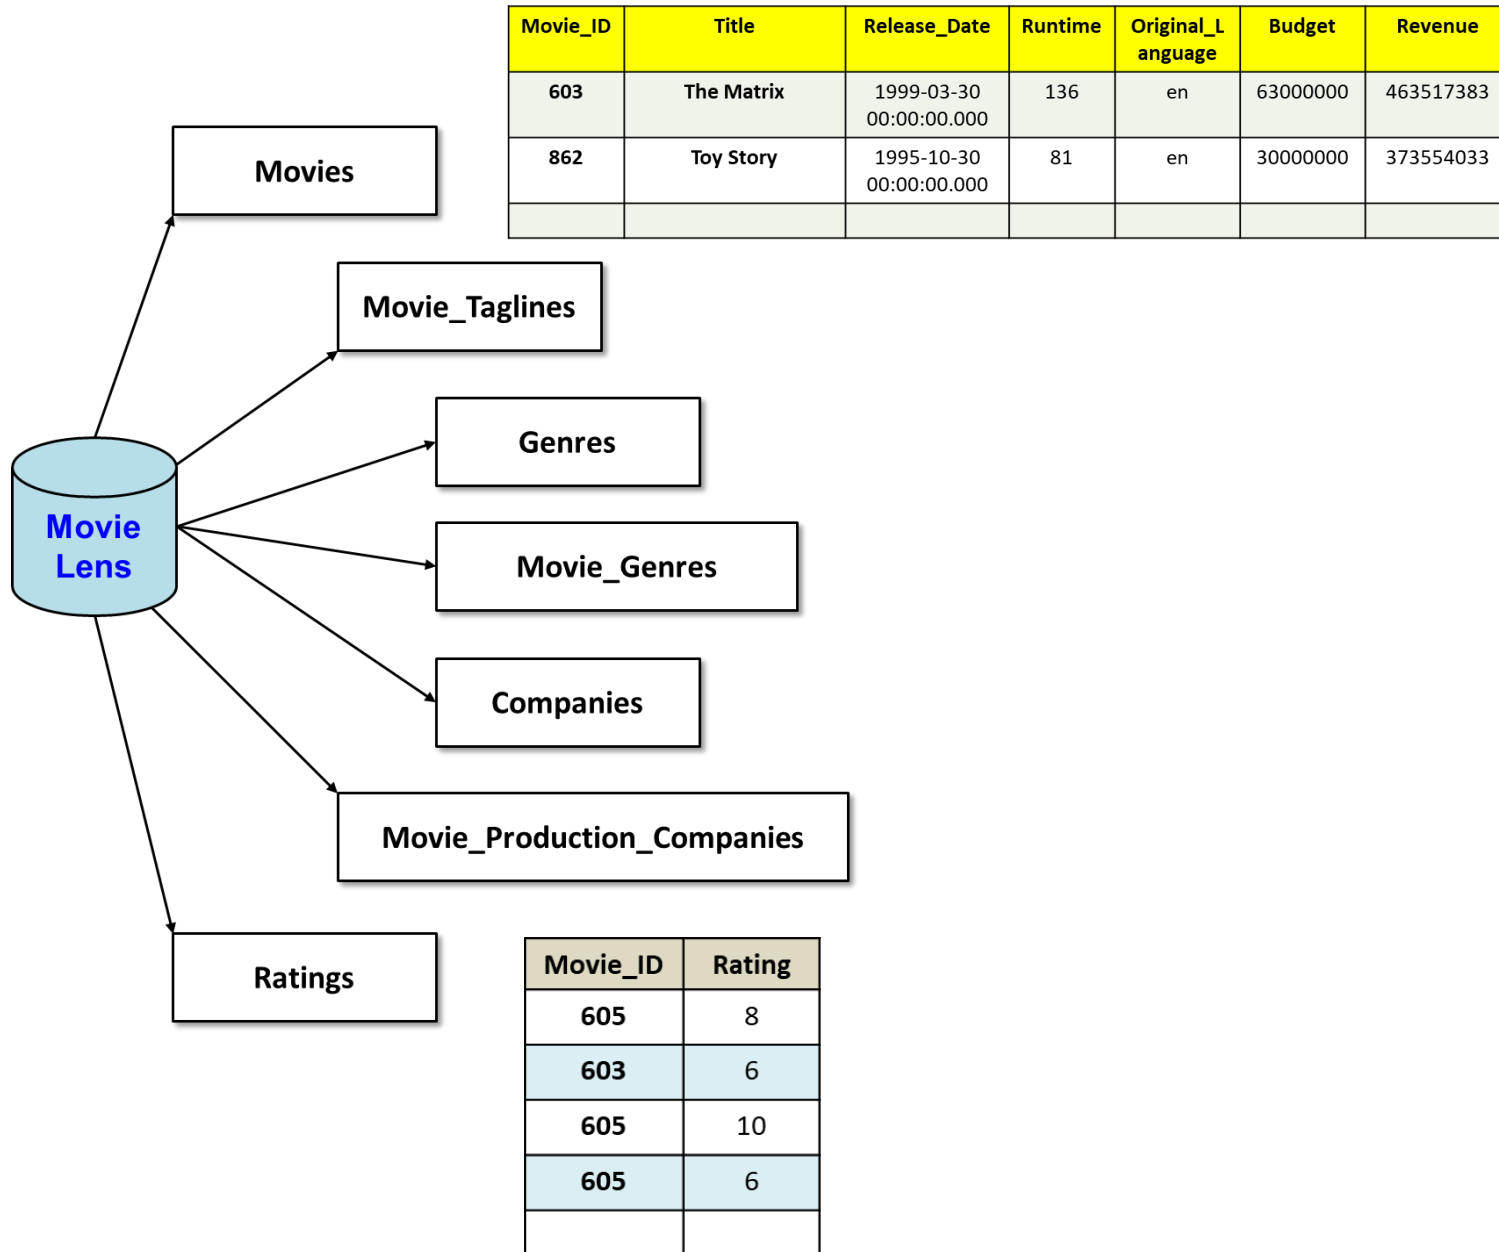 Movie_ID Title Release_Date Runtime Original_L Budget Revenue
anguage
603 The Matrix 1999-03-30 136 en 63000000 463517383
00:00:00.000
862 Toy Story 1995-10-30 81 en 30000000 373554033
00:00:00.000
Movies
Movie_Taglines
Genres
Movie
Lens
Movie_Genres
Companies
Movie_Production_Companies
Ratings
Movie_ID Rating
605 8
603 6
605 10
605 6